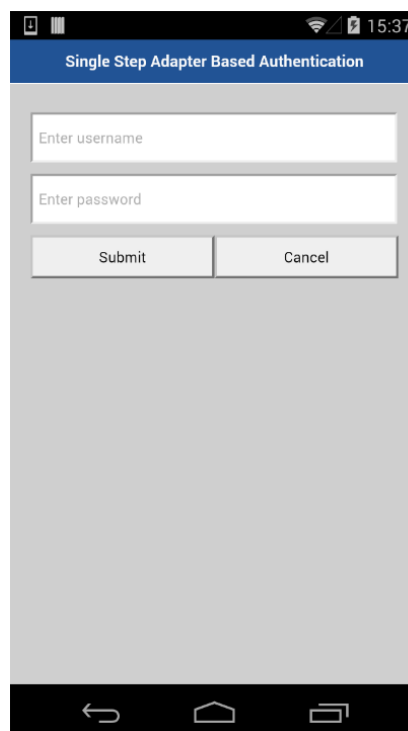 15:37
Single Step Adapter Based Authentication
Enter username
Enter password
Submit
Cancel